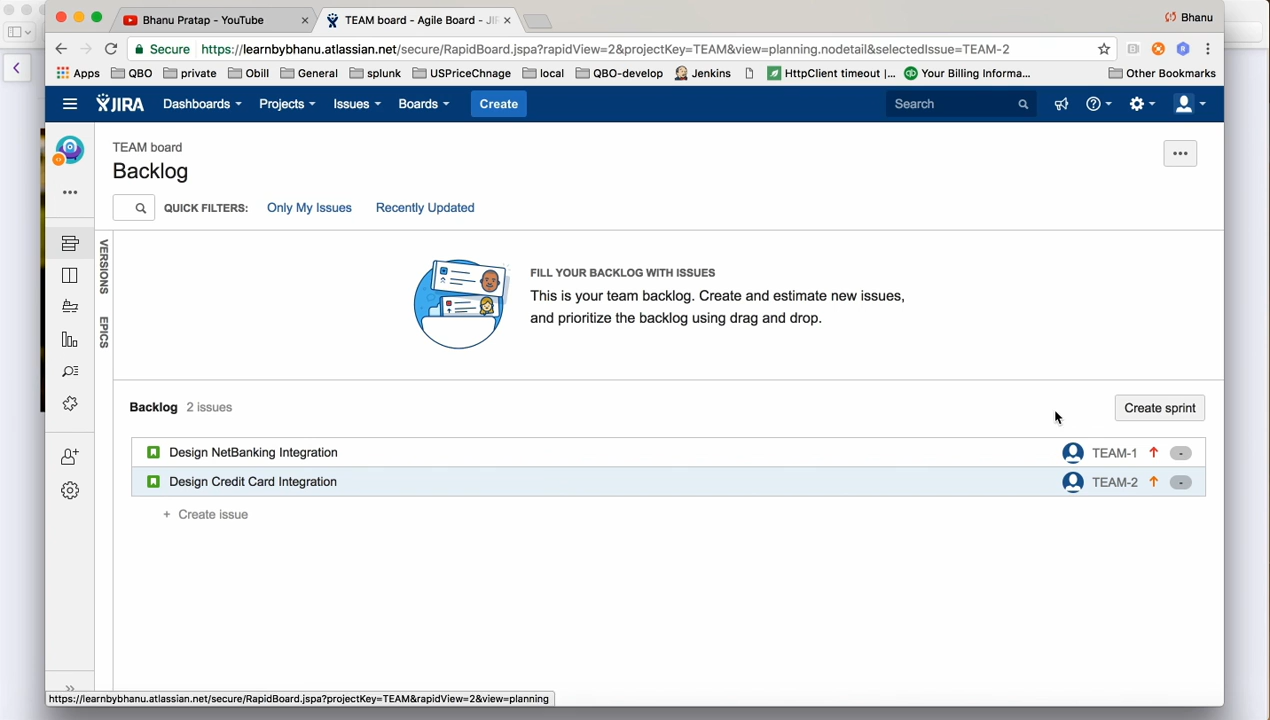 Bhanu Pratap - YouTube
TEAM board - Agile Board - JI
Bhanu
Secure
https://learnbybhanu.atlassian.net/secure/RapidBoard.jspa?rapidView=2&projectKey=TEAM&view=planning.nodetail&selectedIssue=TEAM-2
Apps
QBO
private
Obill
General
splunk
USPriceChnage
local
QBO-develop
Jenkins
HttpClient timeout |...
Your Billing Informa...
Other Bookmarks
JIRA
Dashboards
Projects
Issues
Boards
Create
Search
TEAM board
Backlog
QUICK FILTERS:
Only My Issues
Recently Updated
VERSIONS
EPICS
FILL YOUR BACKLOG WITH ISSUES
This is your team backlog. Create and estimate new issues,
and prioritize the backlog using drag and drop.
Backlog 2 issues
Create sprint
Design NetBanking Integration
TEAM-1
-
Design Credit Card Integration
TEAM-2
-
+ Create issue
https://learnbybhanu.atlassian.net/secure/RapidBoard.jspa?projectKey=TEAM&rapidView=2&view=planning